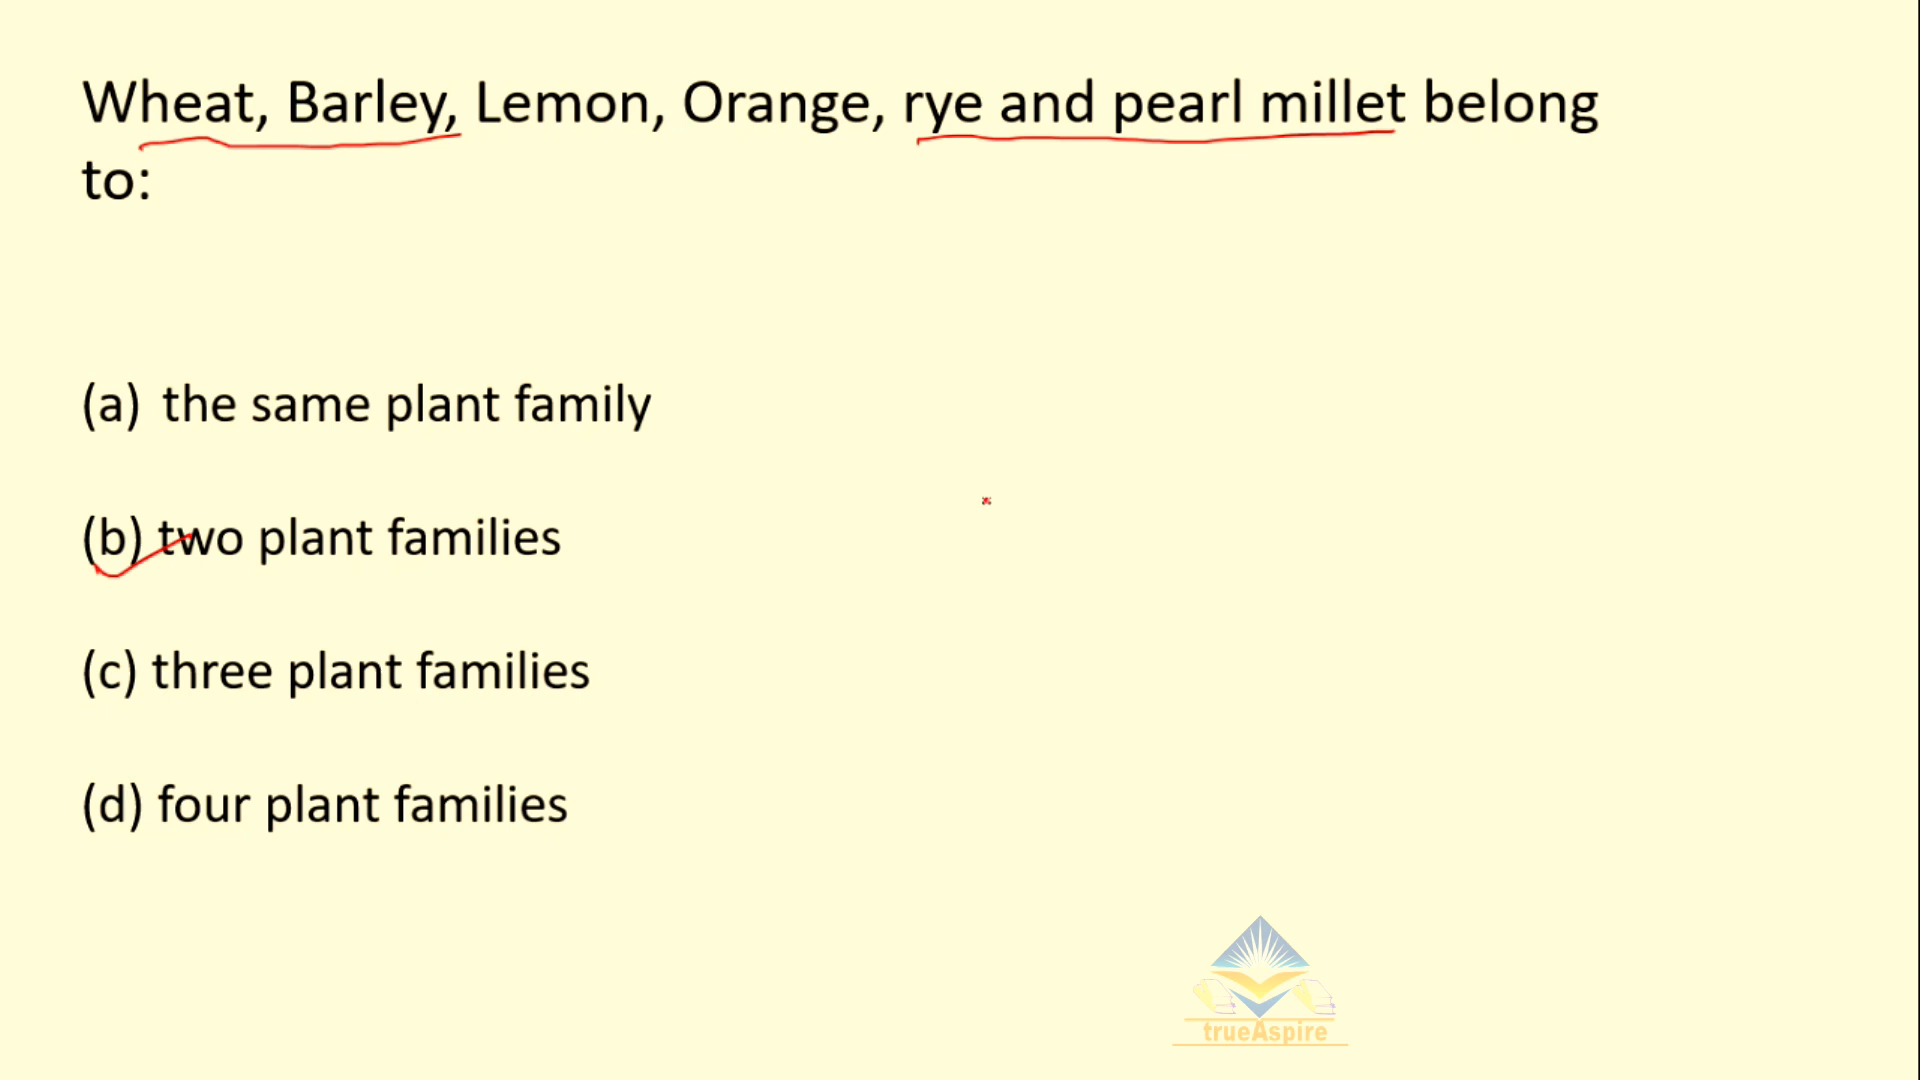 Wheat, Barley, Lemon, Orange, rye and pearl millet belong
to:
(a) the same plant family
(b) two plant families
(c) three plant families
(d) four plant families
trueAspire